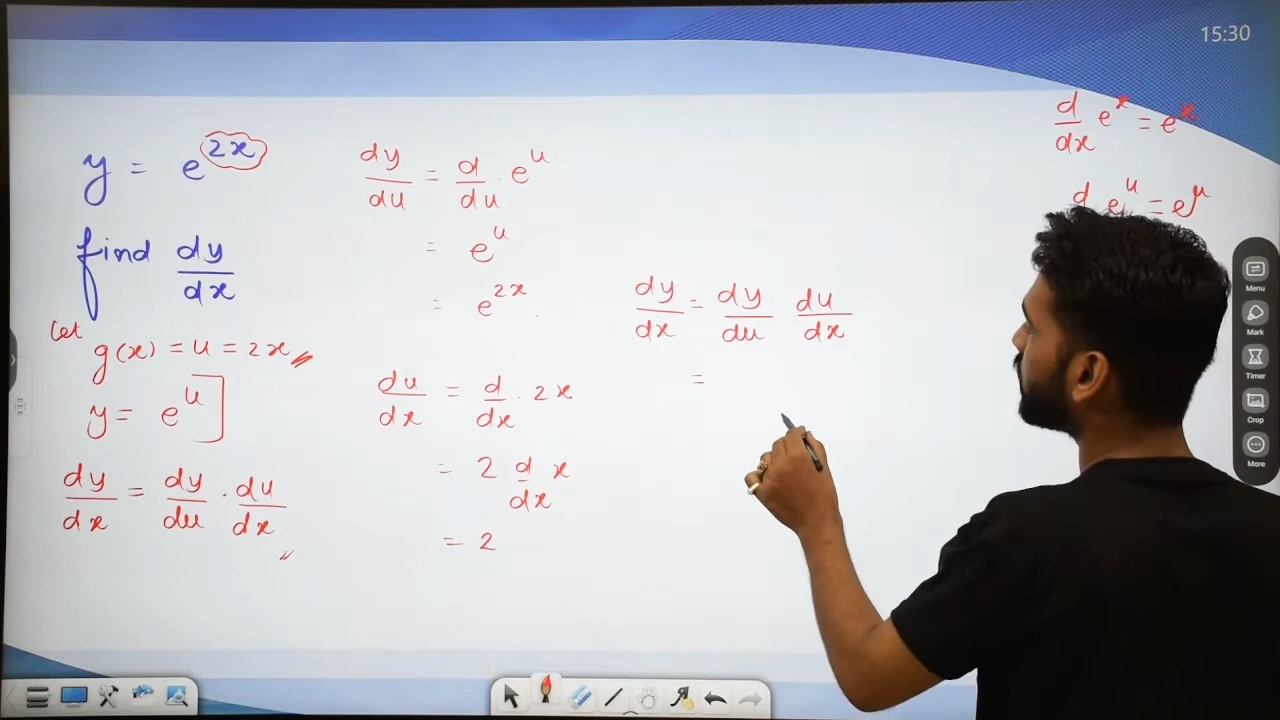 15:30
y = e^{2x}
find dy/dx
let
g(x) = u = 2x
y = e^u ]
dy/dx = dy/du . du/dx
dy/du = d/du . e^u
= e^u
= e^{2x}
du/dx = d/dx . 2x
= 2 d/dx x
= 2
dy/dx = dy/du du/dx
=
d/dx e^x = e^x
d e^u = e^u
Menu
Mark
Timer
Crop
More